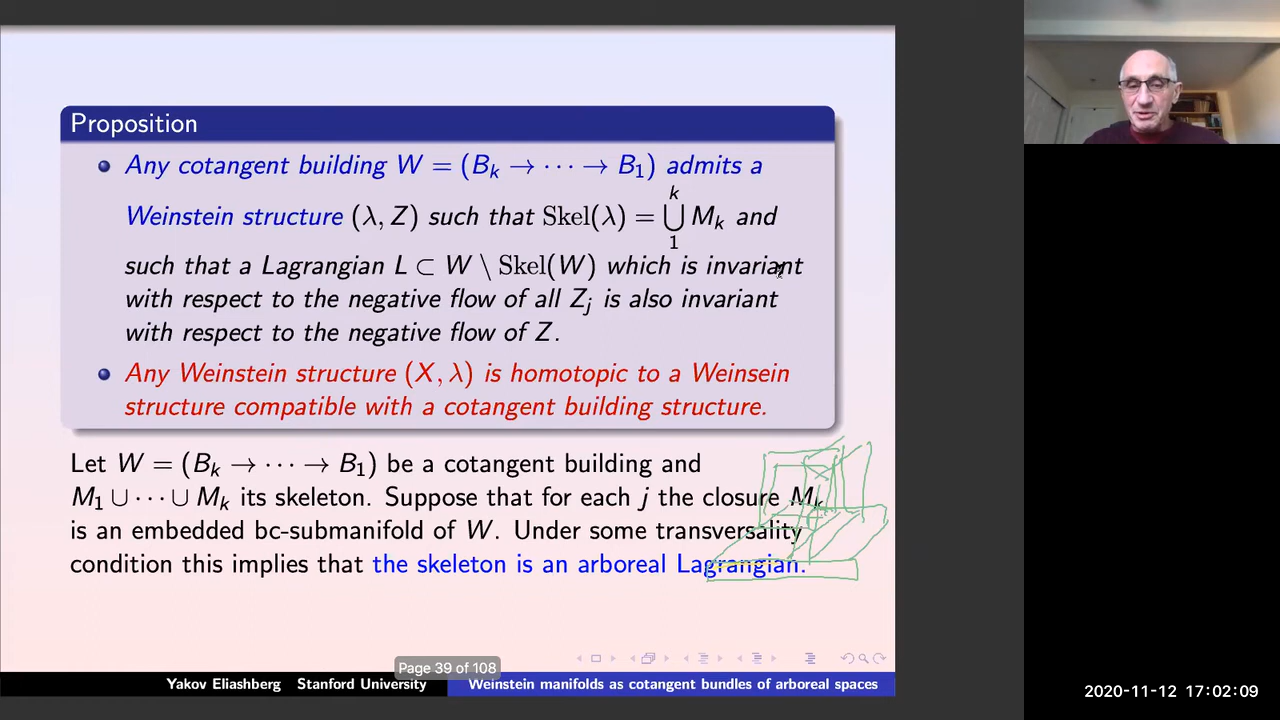 Proposition
Any cotangent building W = (B_k → ⋯ → B_1) admits a
Weinstein structure (λ, Z) such that Skel(λ) = ⋃_1^k M_k and
such that a Lagrangian L ⊂ W \ Skel(W) which is invariant
with respect to the negative flow of all Z_j is also invariant
with respect to the negative flow of Z.
Any Weinstein structure (X, λ) is homotopic to a Weinsein
structure compatible with a cotangent building structure.
Let W = (B_k → ⋯ → B_1) be a cotangent building and
M_1 ∪ ⋯ ∪ M_k its skeleton. Suppose that for each j the closure M_k
is an embedded bc-submanifold of W. Under some transversality
condition this implies that the skeleton is an arboreal Lagrangian.
Page 39 of 108
Yakov Eliashberg Stanford University Weinstein manifolds as cotangent bundles of arboreal spaces
2020-11-12 17:02:09